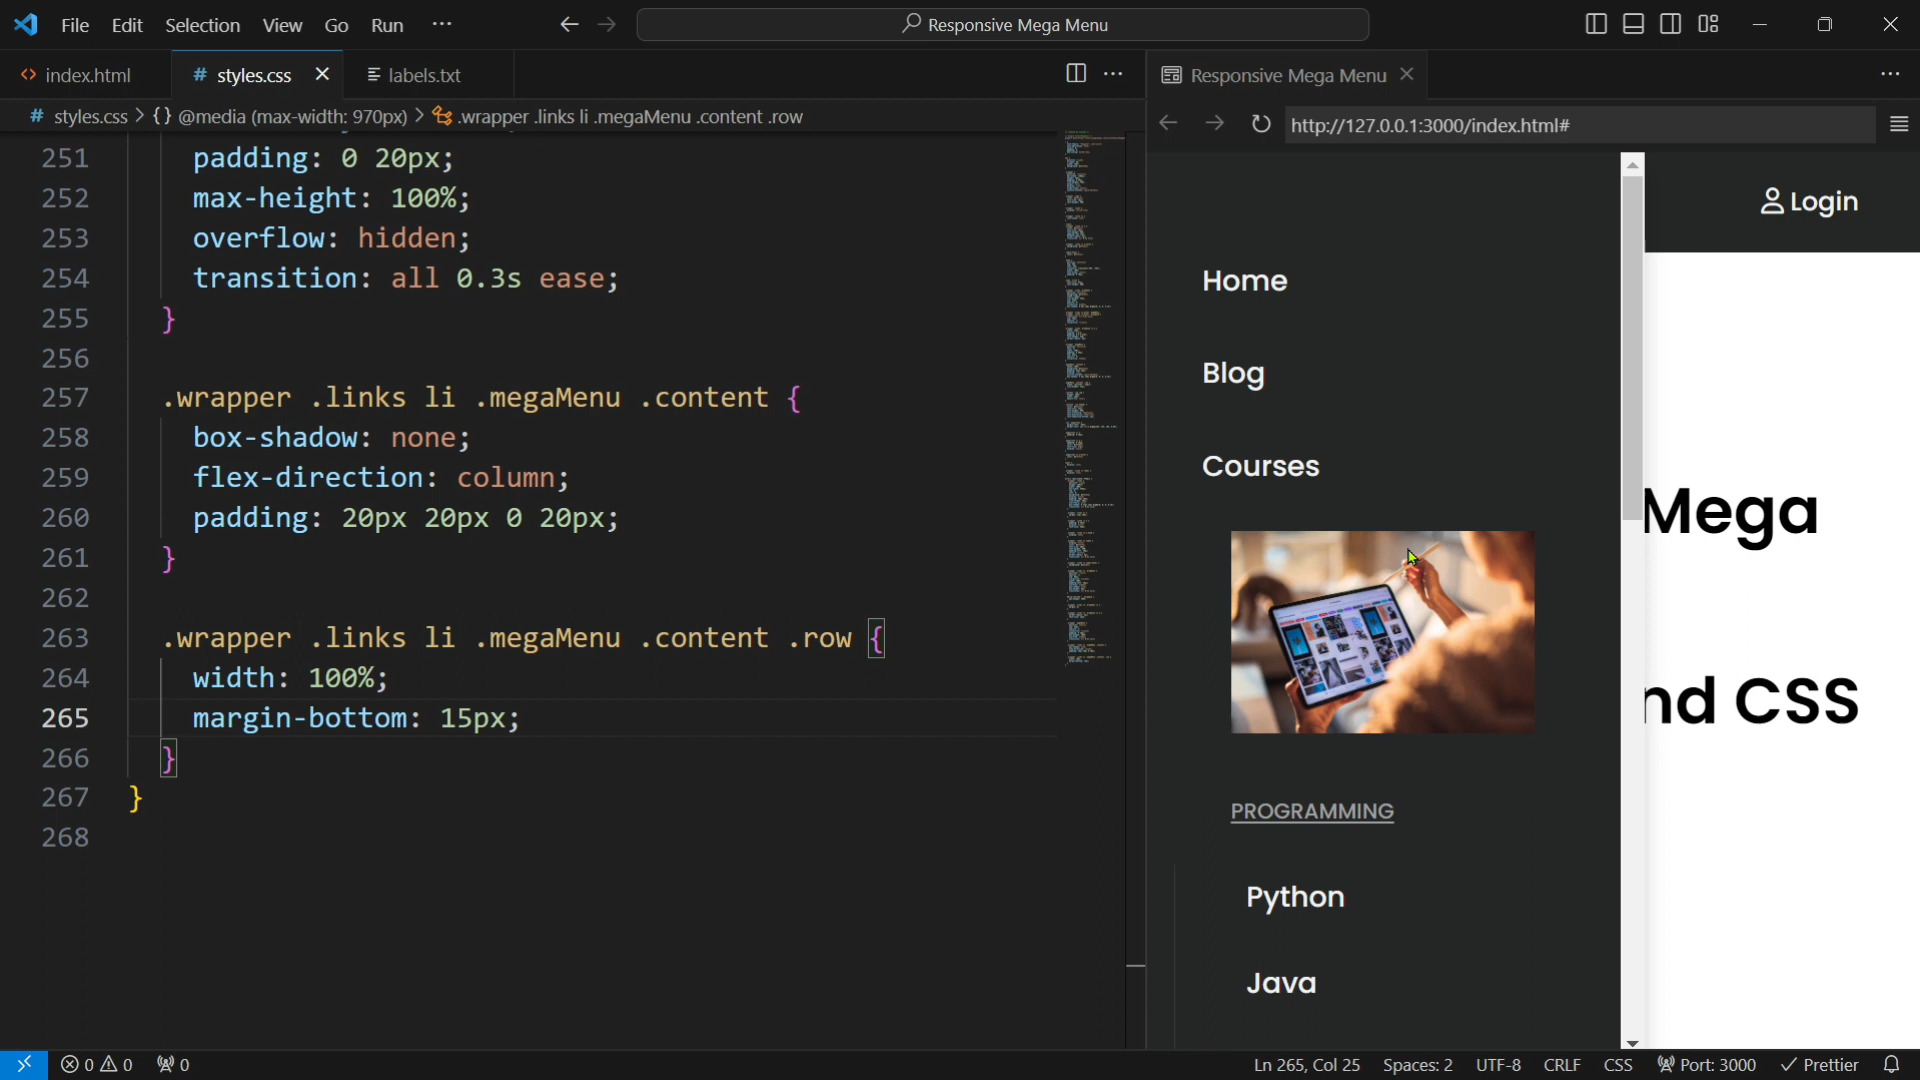 File Edit Selection View Go Run ··· Responsive Mega Menu
index.html # styles.css labels.txt
# styles.css > {} @media (max-width: 970px) > .wrapper .links li .megaMenu .content .row
251 padding: 0 20px;
252 max-height: 100%;
253 overflow: hidden;
254 transition: all 0.3s ease;
255 }
256
257 .wrapper .links li .megaMenu .content {
258 box-shadow: none;
259 flex-direction: column;
260 padding: 20px 20px 0 20px;
261 }
262
263 .wrapper .links li .megaMenu .content .row {
264 width: 100%;
265 margin-bottom: 15px;
266 }
267 }
268
Responsive Mega Menu
http://127.0.0.1:3000/index.html#
Login
Home
Blog
Courses
PROGRAMMING
Python
Java
Mega
nd CSS
0 0 0 Ln 265, Col 25 Spaces: 2 UTF-8 CRLF CSS Port: 3000 Prettier